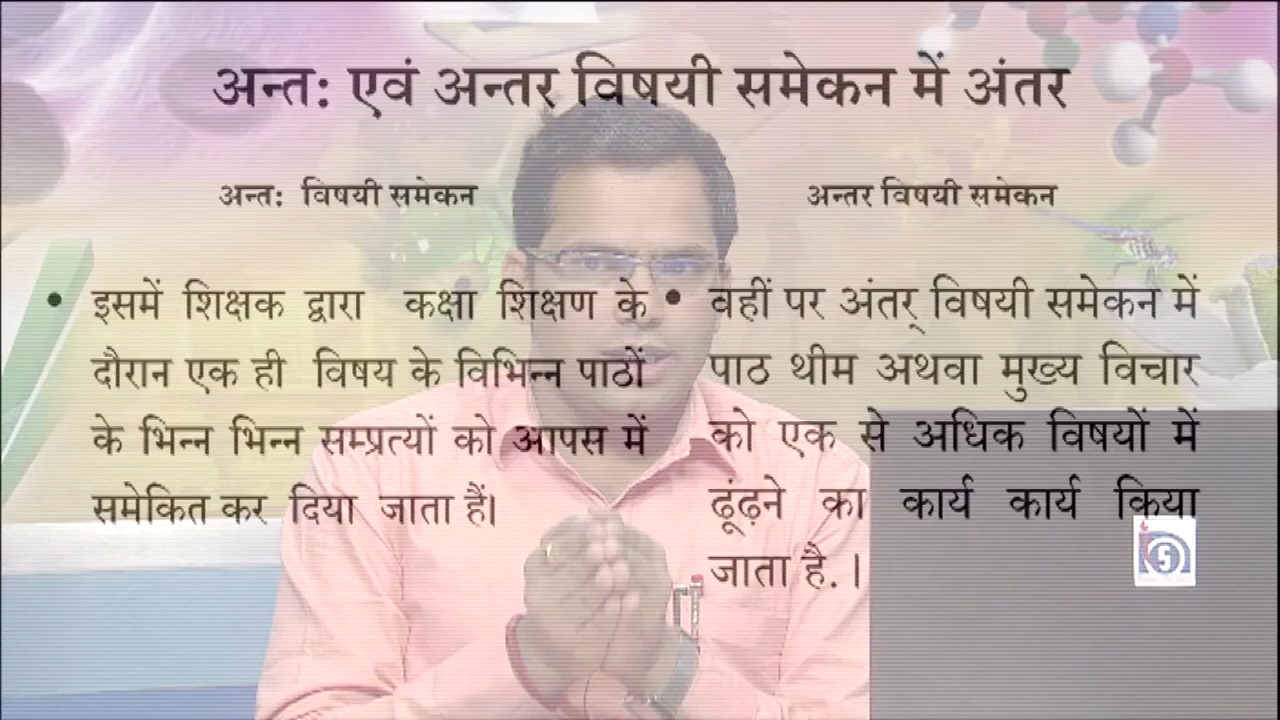 अन्त: एवं अन्तर विषयी समेकन में अंतर
अन्त: विषयी समेकन
• इसमें शिक्षक द्वारा कक्षा शिक्षण के
दौरान एक ही विषय के विभिन्न पाठों
के भिन्न भिन्न सम्प्रत्यों को आपस में
समेकित कर दिया जाता हैं।
अन्तर विषयी समेकन
• वहीं पर अंतर् विषयी समेकन में
पाठ थीम अथवा मुख्य विचार
को एक से अधिक विषयों में
ढूंढ़ने का कार्य कार्य किया
जाता है. ।
5